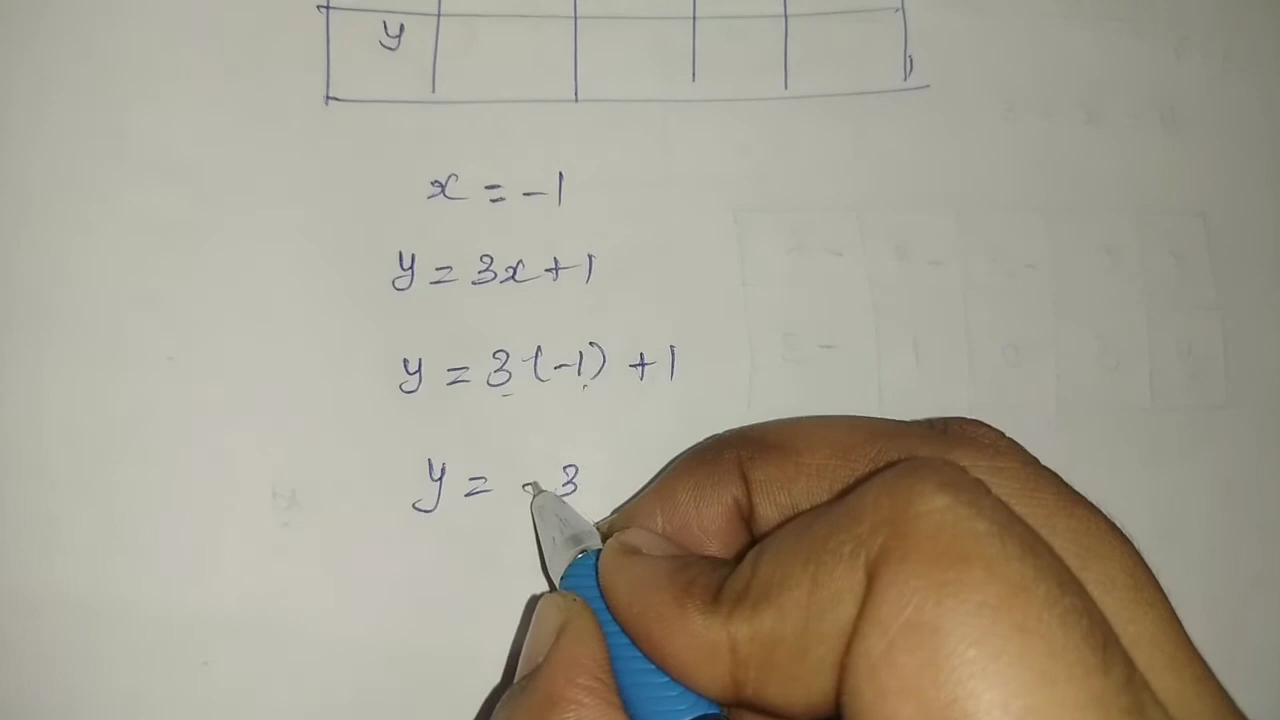 y
x = -1
y = 3x+1
y = 3(-1) +1
y = - 3